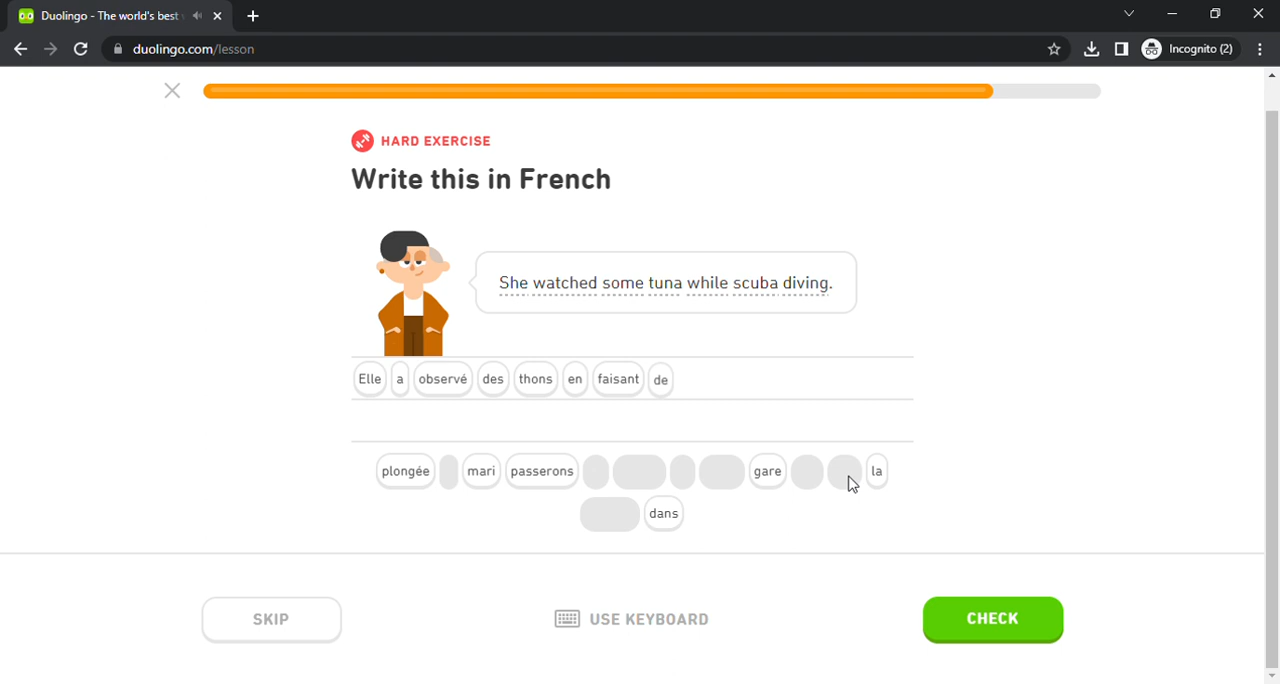 Duolingo - The world's best
duolingo.com/lesson
Incognito (2)
HARD EXERCISE
Write this in French
She watched some tuna while scuba diving.
Elle a observé des thons en faisant de
plongée mari passerons gare la
dans
SKIP
USE KEYBOARD
CHECK